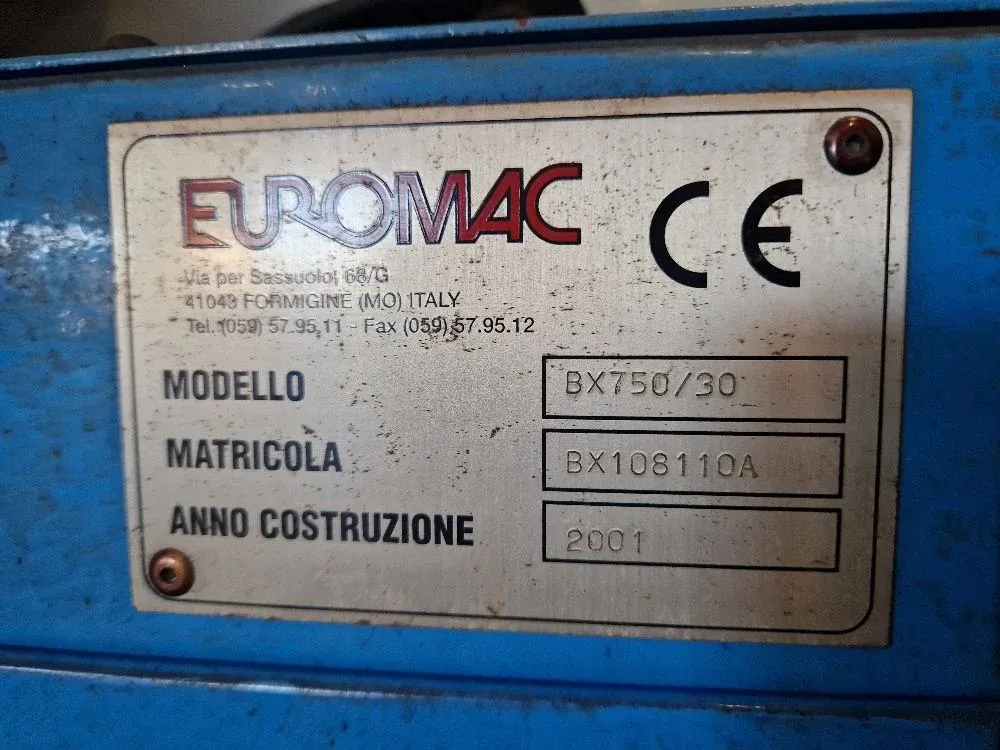 EUROMAC
CE
Via per Sassuolo, 68/G
41043 FORMIGINE (MO) ITALY
Tel. (059) 57.95.11 - Fax (059) 57.95.12
MODELLO BX750/30
MATRICOLA BX108110A
ANNO COSTRUZIONE 2001